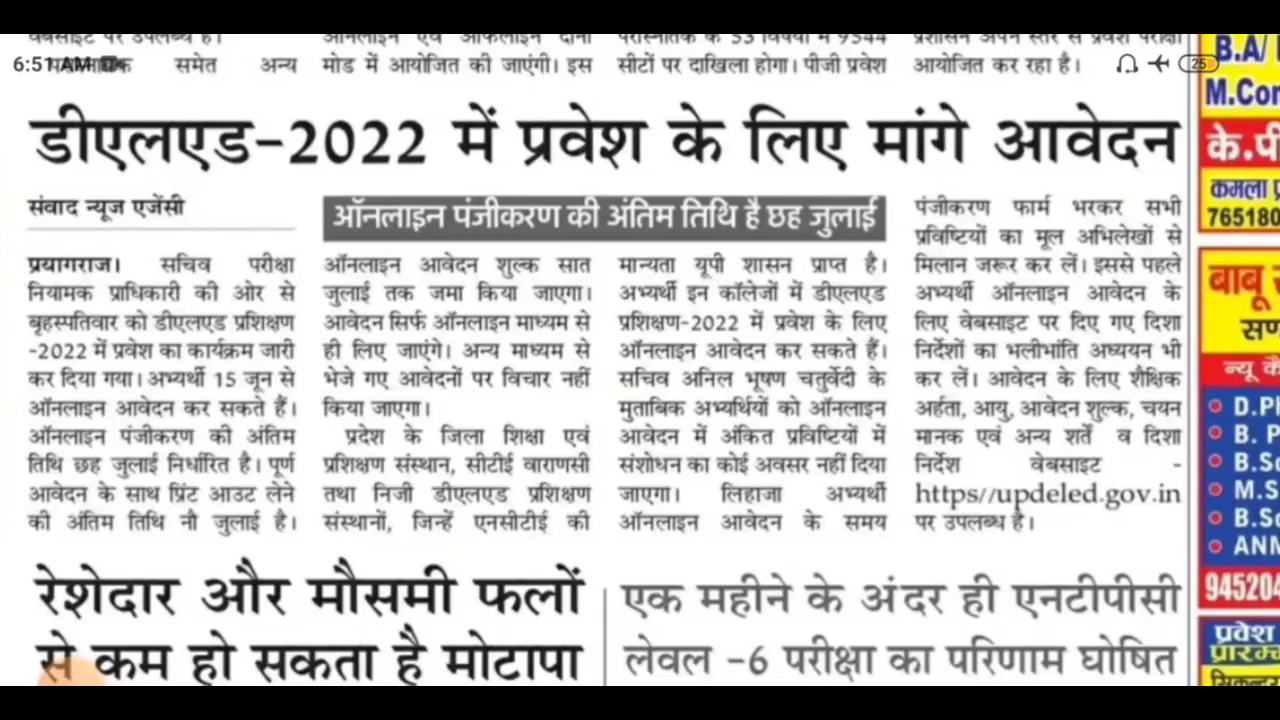 6:51 AM
समेत अन्य
मोड में आयोजित की जाएंगी। इस
सीटों पर दाखिला होगा। पीजी प्रवेश
आयोजित कर रहा है।
25
डीएलएड-2022 में प्रवेश के लिए मांगे आवेदन
संवाद न्यूज एजेंसी
ऑनलाइन पंजीकरण की अंतिम तिथि है छह जुलाई
प्रयागराज। सचिव परीक्षा
नियामक प्राधिकारी की ओर से
बृहस्पतिवार को डीएलएड प्रशिक्षण
-2022 में प्रवेश का कार्यक्रम जारी
कर दिया गया। अभ्यर्थी 15 जून से
ऑनलाइन आवेदन कर सकते हैं।
ऑनलाइन पंजीकरण की अंतिम
तिथि छह जुलाई निर्धारित है। पूर्ण
आवेदन के साथ प्रिंट आउट लेने
की अंतिम तिथि नौ जुलाई है।
ऑनलाइन आवेदन शुल्क सात
जुलाई तक जमा किया जाएगा।
आवेदन सिर्फ ऑनलाइन माध्यम से
ही लिए जाएंगे। अन्य माध्यम से
भेजे गए आवेदनों पर विचार नहीं
किया जाएगा।
प्रदेश के जिला शिक्षा एवं
प्रशिक्षण संस्थान, सीटीई वाराणसी
तथा निजी डीएलएड प्रशिक्षण
संस्थानों, जिन्हें एनसीटीई की
मान्यता यूपी शासन प्राप्त है।
अभ्यर्थी इन कॉलेजों में डीएलएड
प्रशिक्षण-2022 में प्रवेश के लिए
ऑनलाइन आवेदन कर सकते हैं।
सचिव अनिल भूषण चतुर्वेदी के
मुताबिक अभ्यर्थियों को ऑनलाइन
आवेदन में अंकित प्रविष्टियों में
संशोधन का कोई अवसर नहीं दिया
जाएगा। लिहाजा अभ्यर्थी
ऑनलाइन आवेदन के समय
पंजीकरण फार्म भरकर सभी
प्रविष्टियों का मूल अभिलेखों से
मिलान जरूर कर लें। इससे पहले
अभ्यर्थी ऑनलाइन आवेदन के
लिए वेबसाइट पर दिए गए दिशा
निर्देशों का भलीभांति अध्ययन भी
कर लें। आवेदन के लिए शैक्षिक
अर्हता, आयु, आवेदन शुल्क, चयन
मानक एवं अन्य शर्तें व दिशा
निर्देश वेबसाइट -
https//updeled.gov.in
पर उपलब्ध है।
रेशेदार और मौसमी फलों
से कम हो सकता है मोटापा
एक महीने के अंदर ही एनटीपीसी
लेवल -6 परीक्षा का परिणाम घोषित
B.A/
M.Com
के.पी
कमला
765180
बाबू
न्यू
• D.Ph
• B. P
• B.Sc
• M.S
• B.Sc
• ANM
945204
प्रवेश
प्रारम्भ